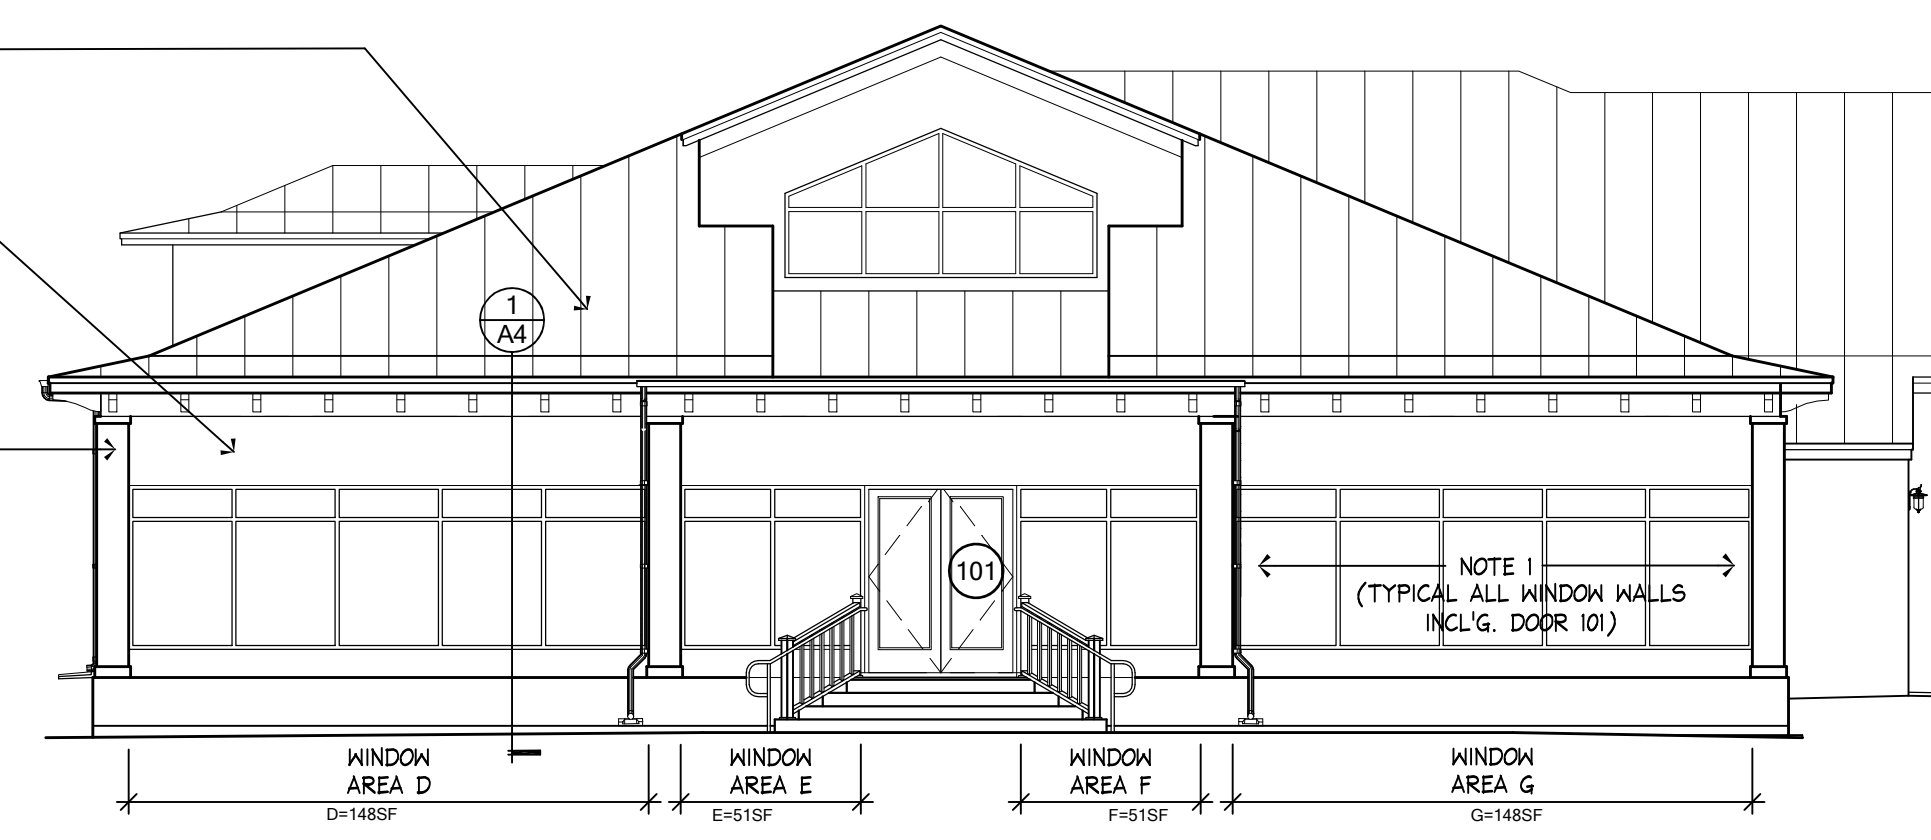 1
A4
101
NOTE 1
(TYPICAL ALL WINDOW WALLS
INCL'G. DOOR 101)
WINDOW
AREA D
D=148SF
WINDOW
AREA E
E=51SF
WINDOW
AREA F
F=51SF
WINDOW
AREA G
G=148SF